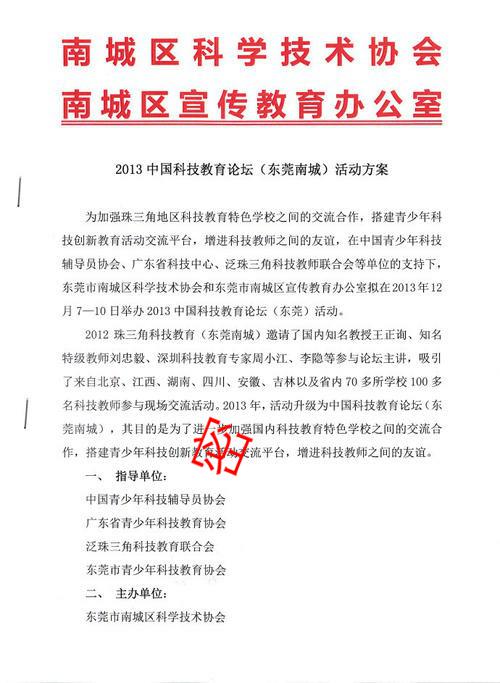 南城区科学技术协会
南城区宣传教育办公室
2013 中国科技教育论坛（东莞南城）活动方案
为加强珠三角地区科技教育特色学校之间的交流合作，搭建青少年科
技创新教育活动交流平台，增进科技教师之间的友谊，在中国青少年科技
辅导员协会、广东省科技中心、泛珠三角科技教师联合会等单位的支持下，
东莞市南城区科学技术协会和东莞市南城区宣传教育办公室拟在 2013 年 12
月 7—10 日举办 2013 中国科技教育论坛（东莞）活动。
2012 珠三角科技教育（东莞南城）邀请了国内知名教授王正询、知名
特级教师刘忠毅、深圳科技教育专家周小江、李隐等参与论坛主讲，吸引
了来自北京、江西、湖南、四川、安徽、吉林以及省内 70 多所学校 100 多
名科技教师参与现场交流活动。2013 年，活动升级为中国科技教育论坛（东
莞南城），其目的是为了进一步加强国内科技教育特色学校之间的交流合
作，搭建青少年科技创新教育活动交流平台，增进科技教师之间的友谊。
密
一、 指导单位：
中国青少年科技辅导员协会
广东省青少年科技教育协会
泛珠三角科技教育联合会
东莞市青少年科技教育协会
二、 主办单位：
东莞市南城区科学技术协会